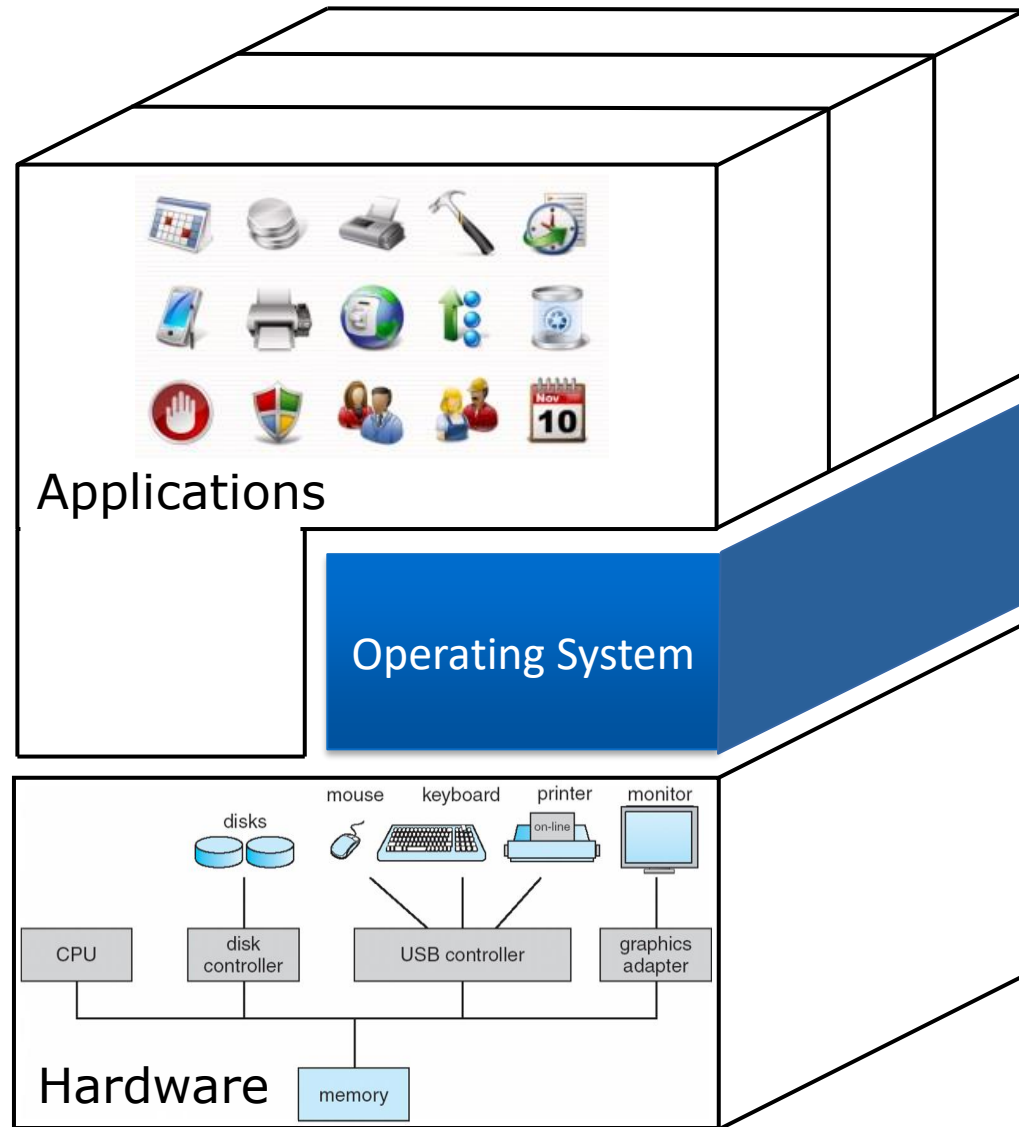 Nov
10
Applications
Operating System
mouse keyboard printer monitor
disks
on-line
CPU
disk
controller
USB controller
graphics
adapter
Hardware
memory